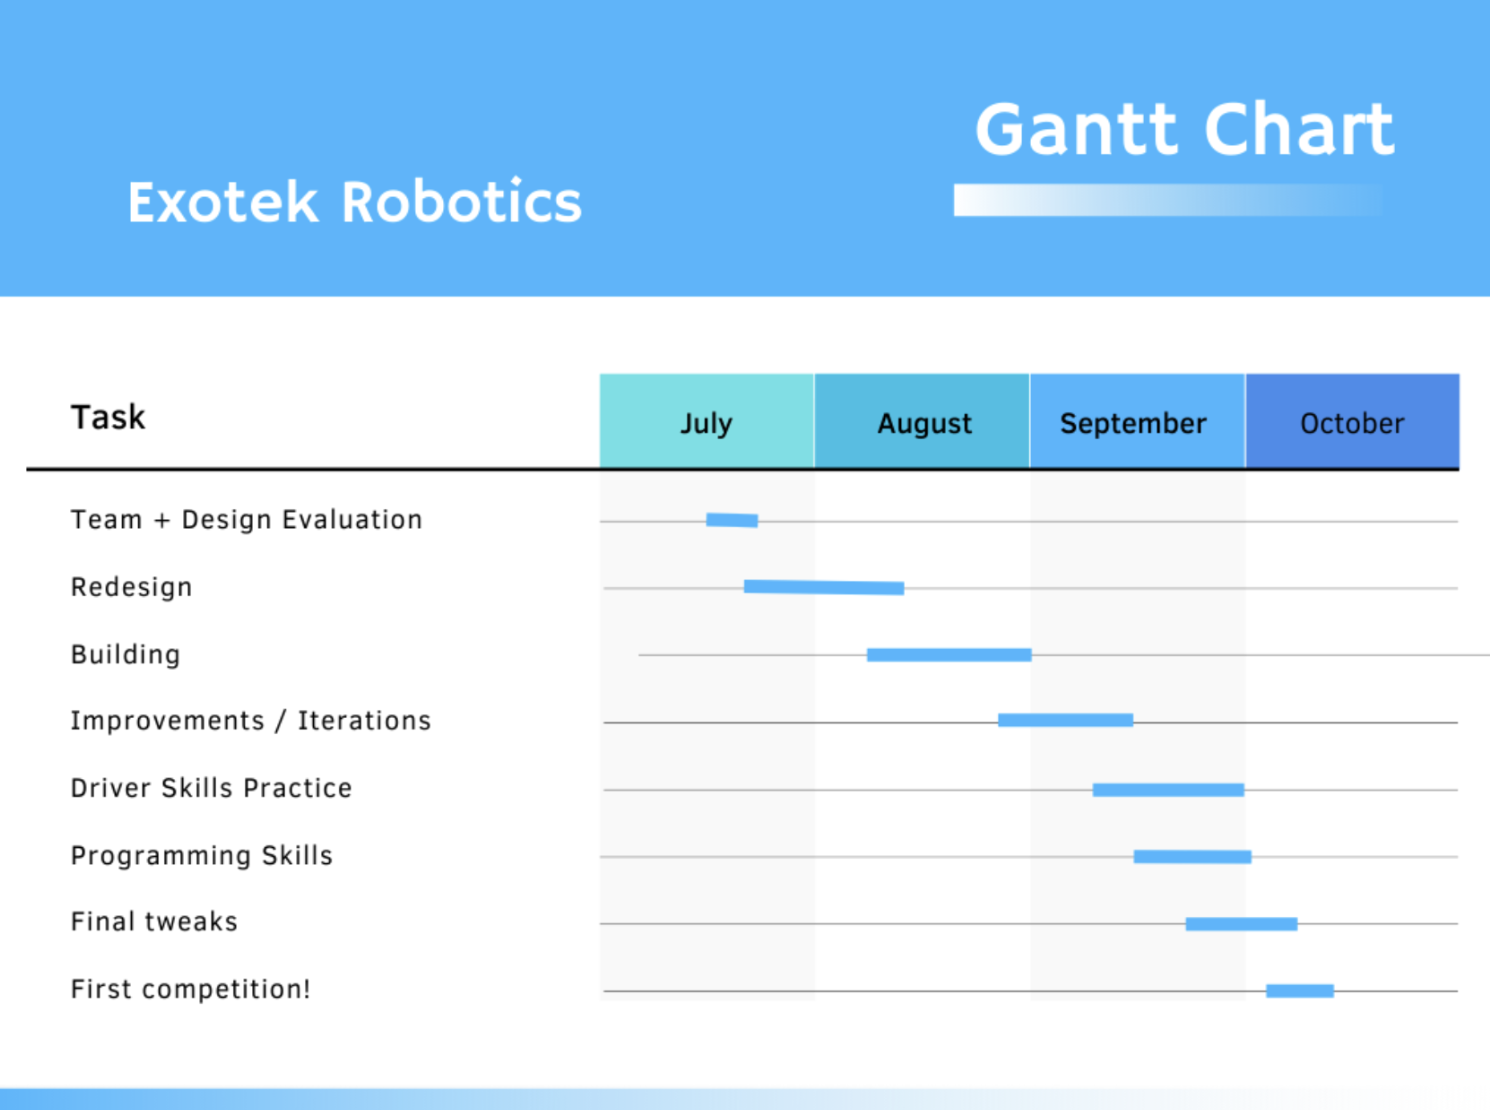 Gantt Chart
Exotek Robotics
Task
July
August
September
October
Team + Design Evaluation
Redesign
Building
Improvements / Iterations
Driver Skills Practice
Programming Skills
Final tweaks
First competition!